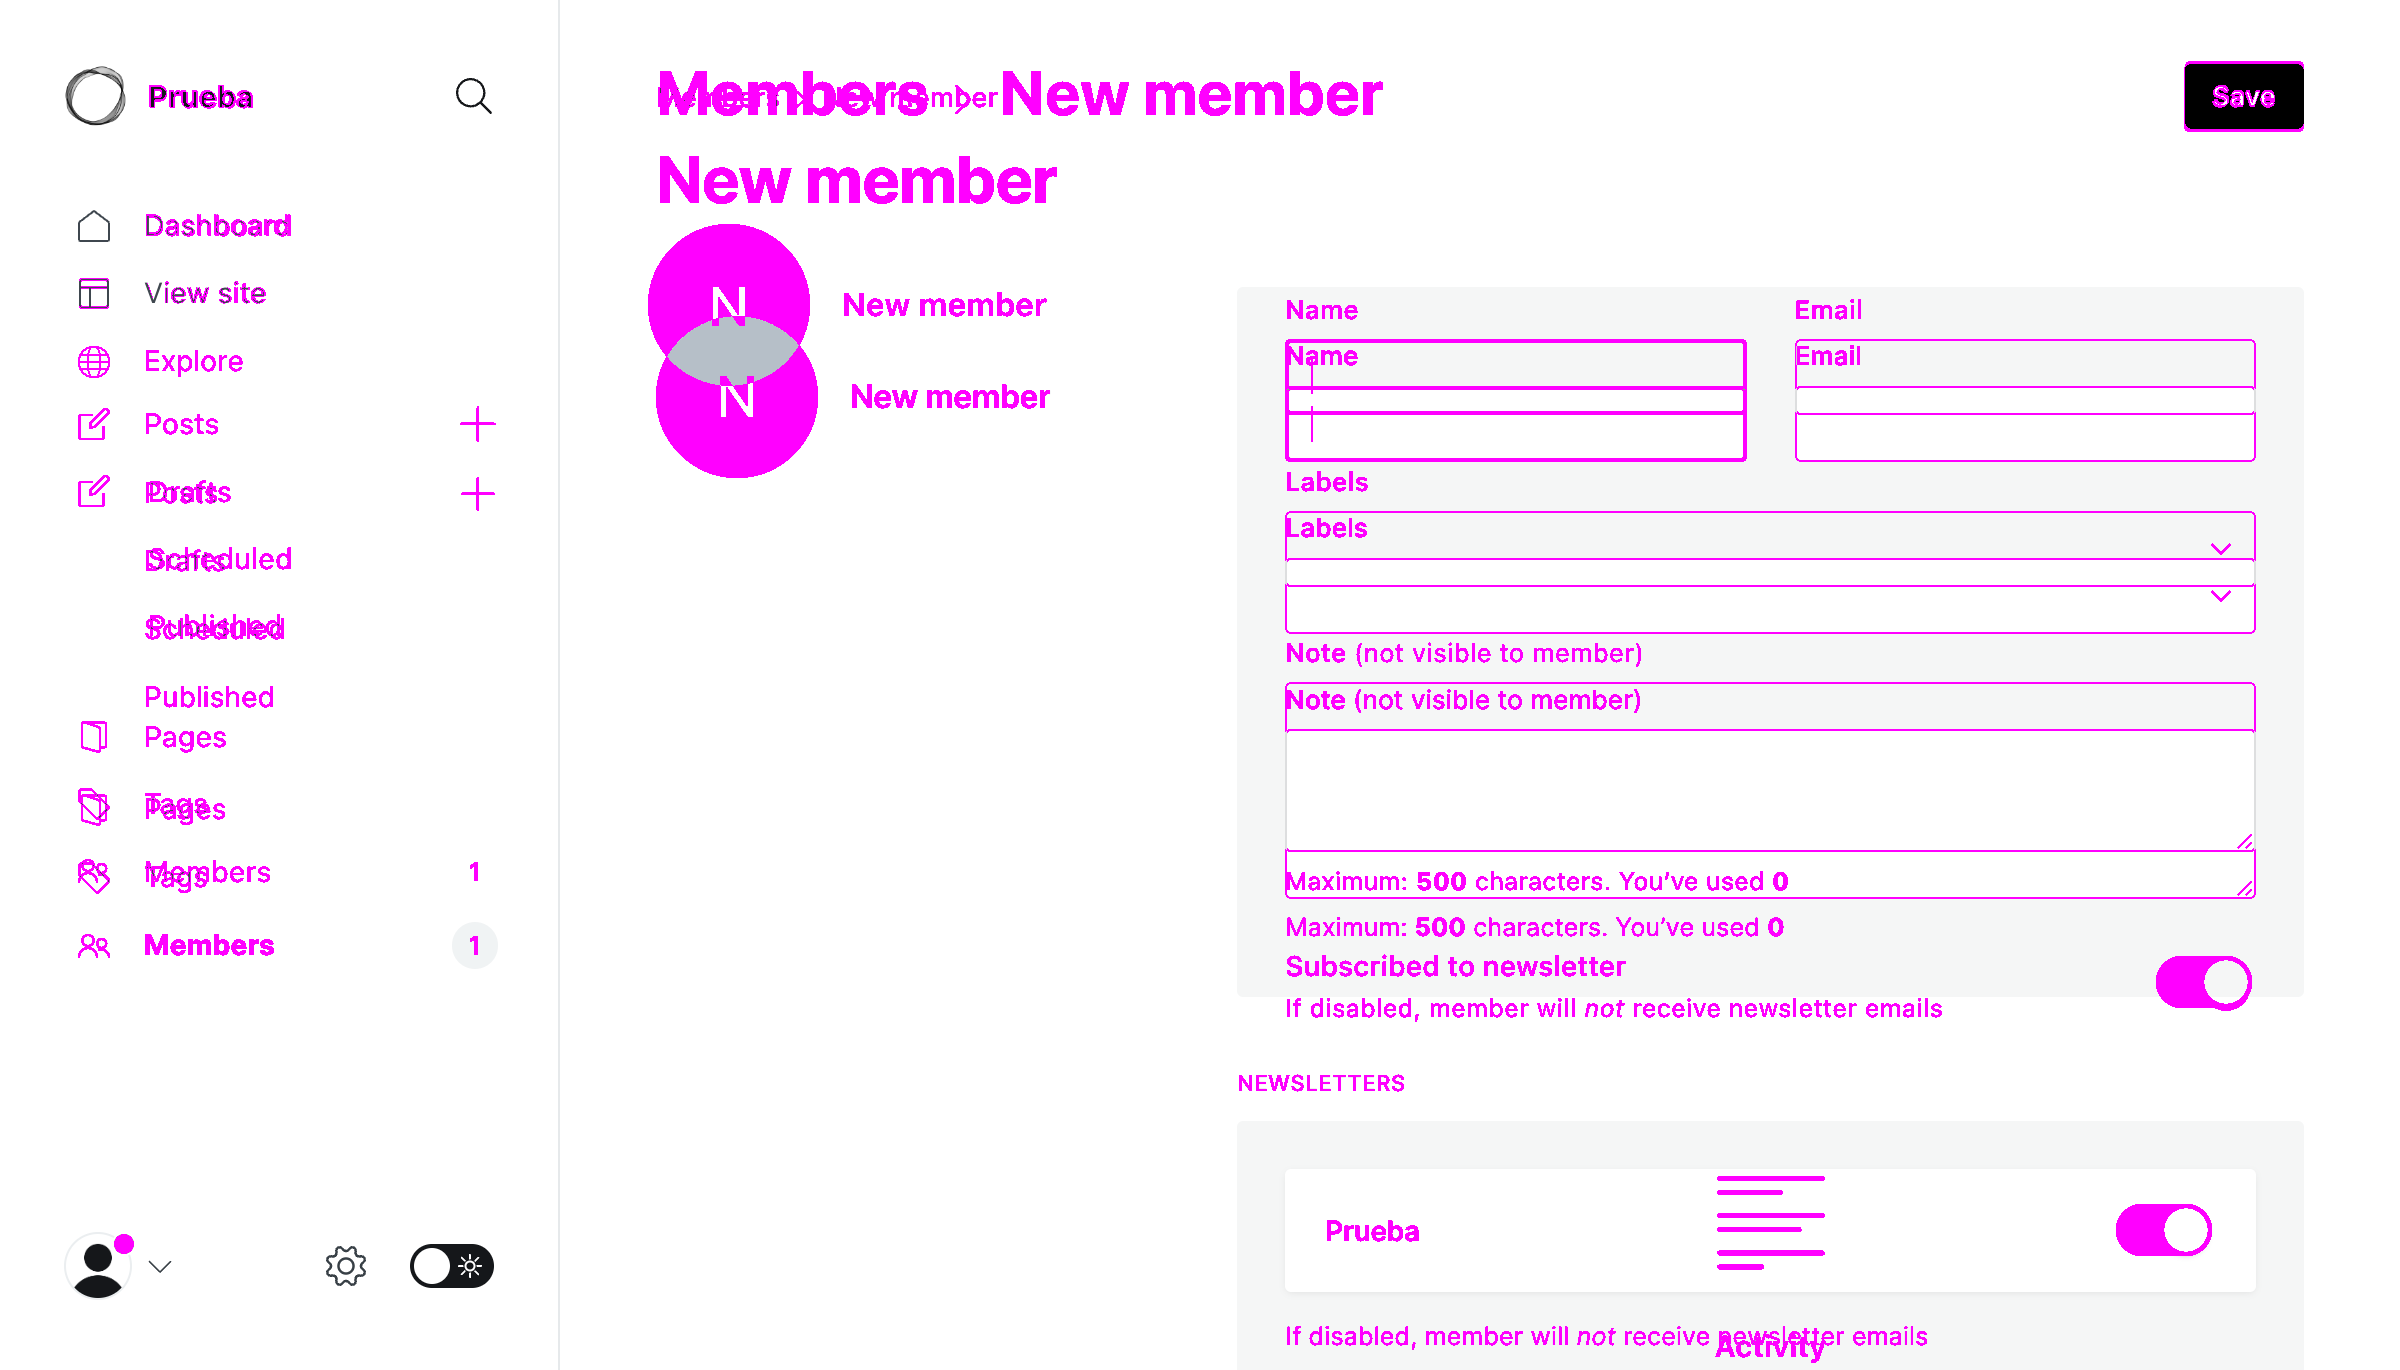 Prueba
Dashboard
View site
Explore
Posts
Drafts
Posts
Scheduled
Drafts
Published
Scheduled
Published
Pages
Tags
Pages
Members 1
Tags
Members 1
Members > New member
Members > New member
Save
New member
N New member
N New member
Name Email
Name Email
Labels
Labels
Note (not visible to member)
Note (not visible to member)
Maximum: 500 characters. You’ve used 0
Maximum: 500 characters. You’ve used 0
Subscribed to newsletter
If disabled, member will not receive newsletter emails
NEWSLETTERS
Prueba
If disabled, member will not receive newsletter emails
Activity